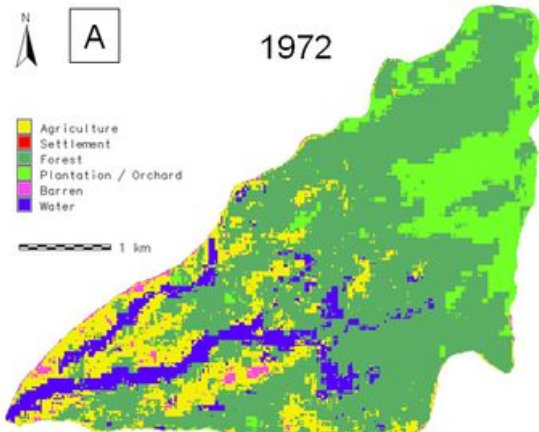 N
A
1972
Agriculture
Settlement
Forest
Plantation / Orchard
Barren
Water
1 km